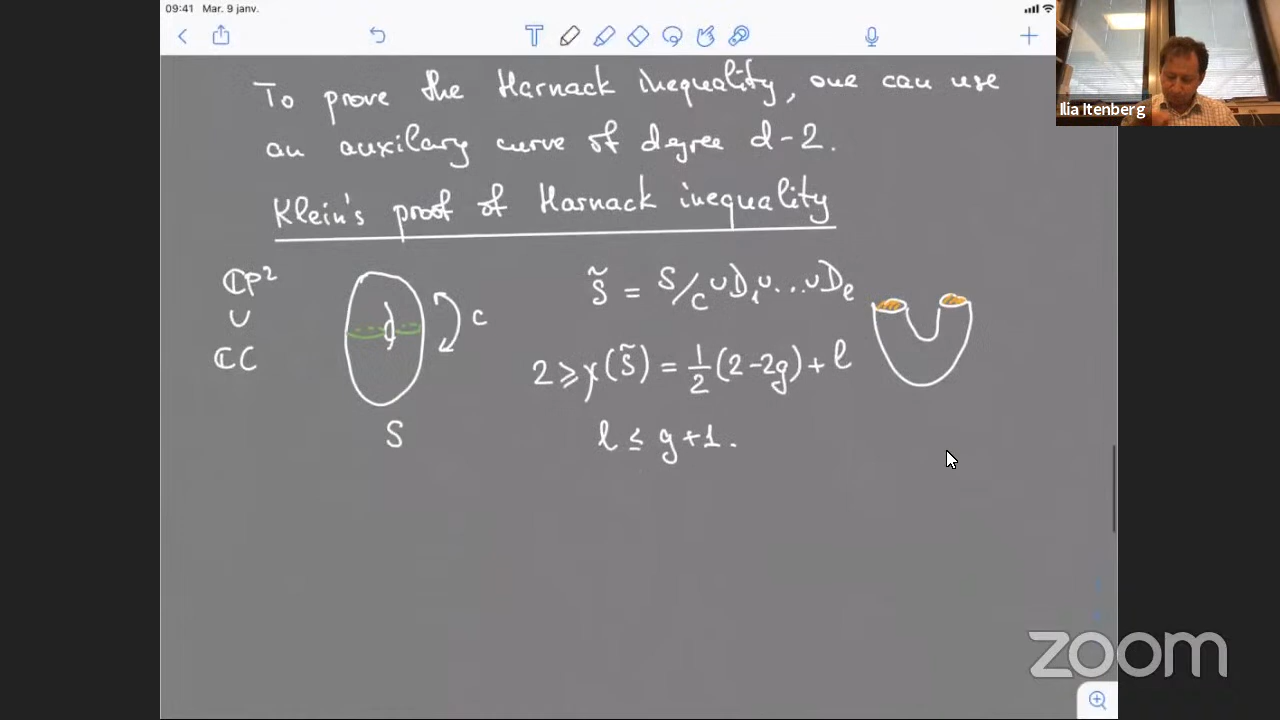 09:41 Mar. 9 janv.
Ilia Itenberg
To prove the Harnack inequality, one can use
an auxilary curve of degree d-2.
Klein's proof of Harnack inequality
ℂP²
∪
ℂC
c
S
S̃ = S/c ∪ D₁ ∪ ... ∪ Dₗ
2 ⩾ χ(S̃) = 1/2 (2-2g) + l
l ≤ g+1.
zoom